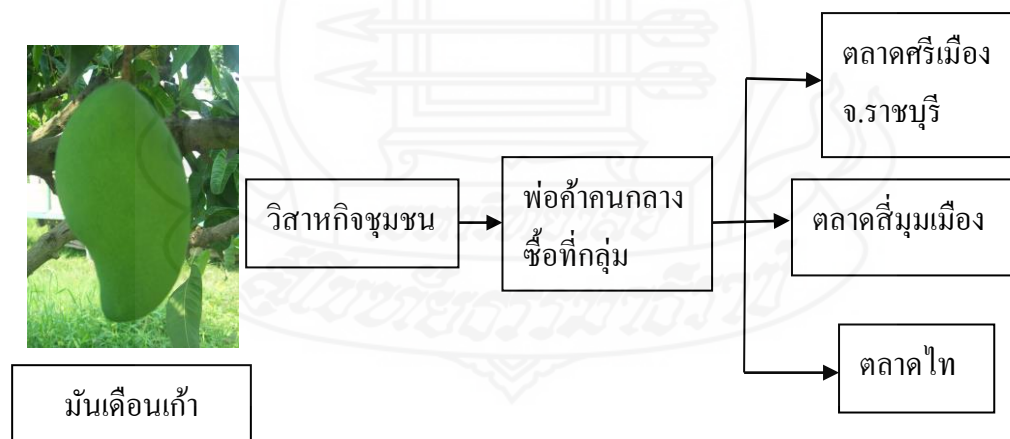 ตลาดศรีเมือง
จ.ราชบุรี
วิสาหกิจชุมชน
พ่อค้าคนกลาง
ซื้อที่กลุ่ม
ตลาดสี่มุมเมือง
ตลาดไท
มันเดือนเก้า